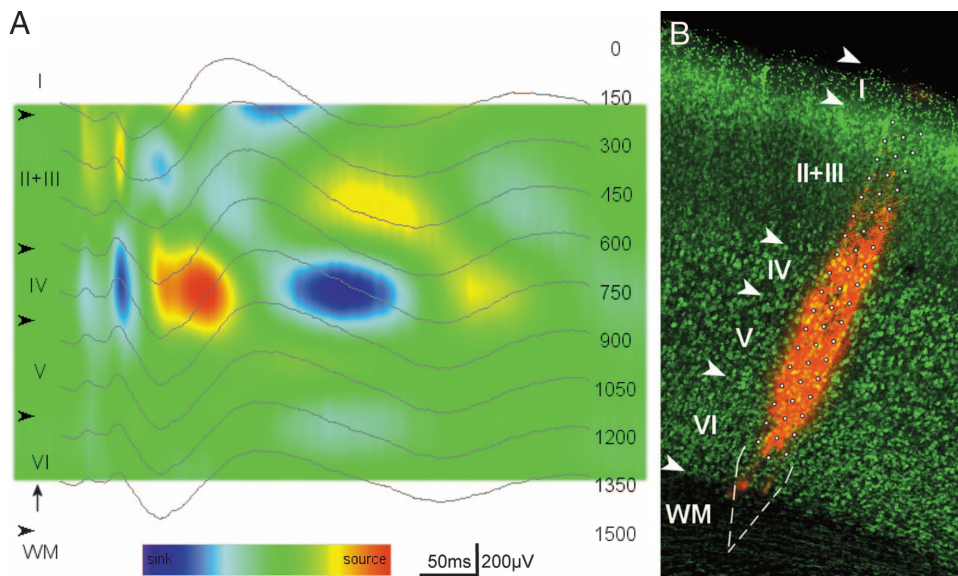 A
I
II+III
IV
V
VI
WM
0
150
300
450
600
750
900
1050
1200
1350
1500
sink source
50ms 200µV
B
I
II+III
IV
V
VI
WM